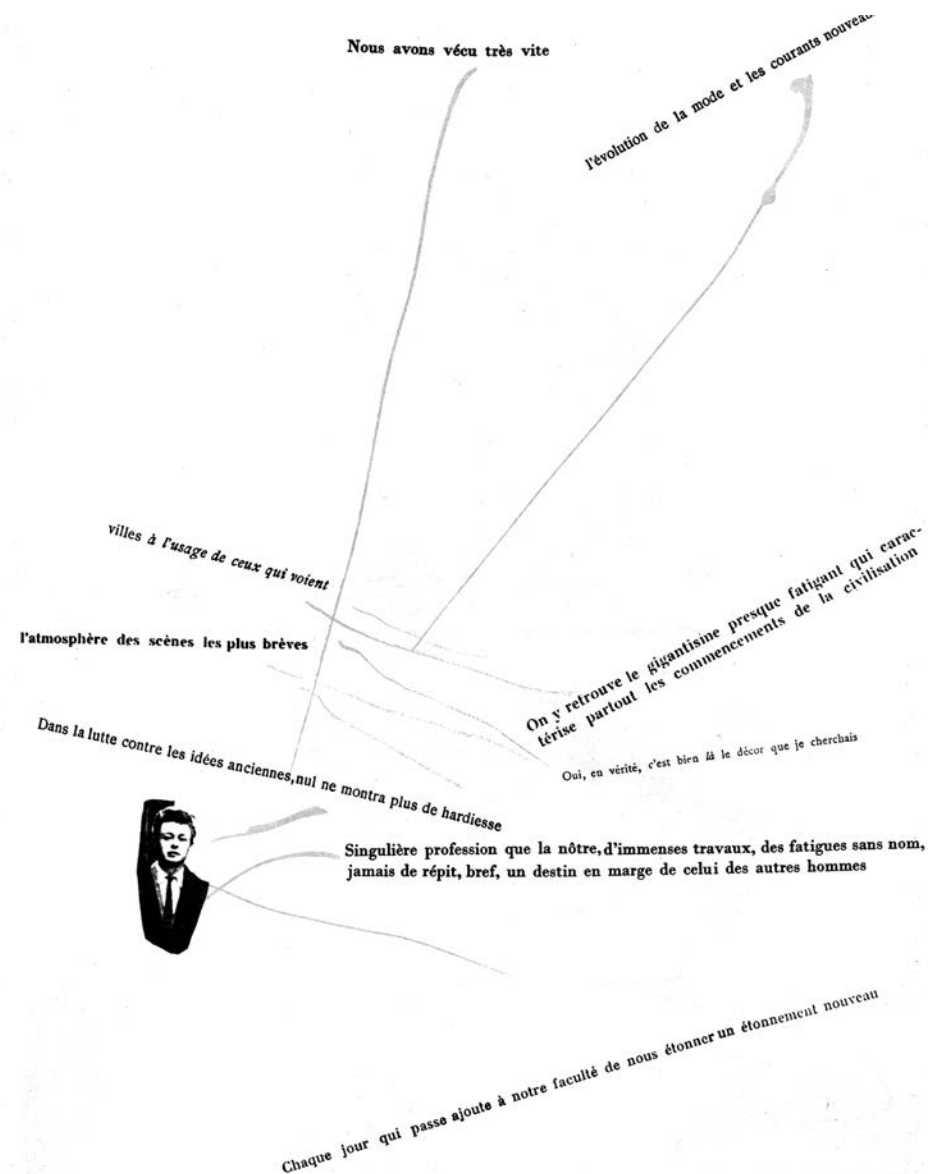 Nous avons vécu très vite
l'évolution de la mode et les courants
villes à l'usage de ceux qui voient
l'atmosphère des scènes les plus brèves
On y retrouve le gigantisine presque fatigant qui carac-
térise partout les commencements de la civilisation
Oui, en vérité, c'est bien là le décor que je cherchais
Dans la lutte contre les idées anciennes, nul ne montra plus de hardiesse
Singulière profession que la nôtre, d'immenses travaux, des fatigues sans nom,
jamais de répit, bref, un destin en marge de celui des autres hommes
Chaque jour qui passe ajoute à notre faculté de nous étonner un étonnement nouveau